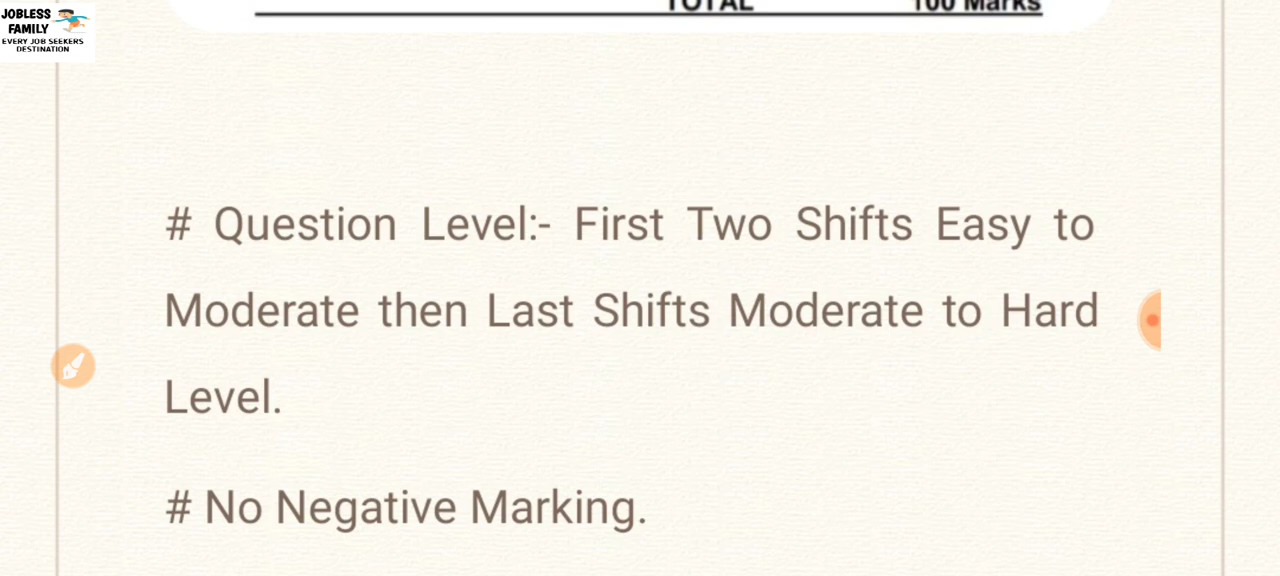 JOBLESS
FAMILY
EVERY JOB SEEKERS
DESTINATION
TOTAL 100 Marks
# Question Level:- First Two Shifts Easy to
Moderate then Last Shifts Moderate to Hard
Level.
# No Negative Marking.